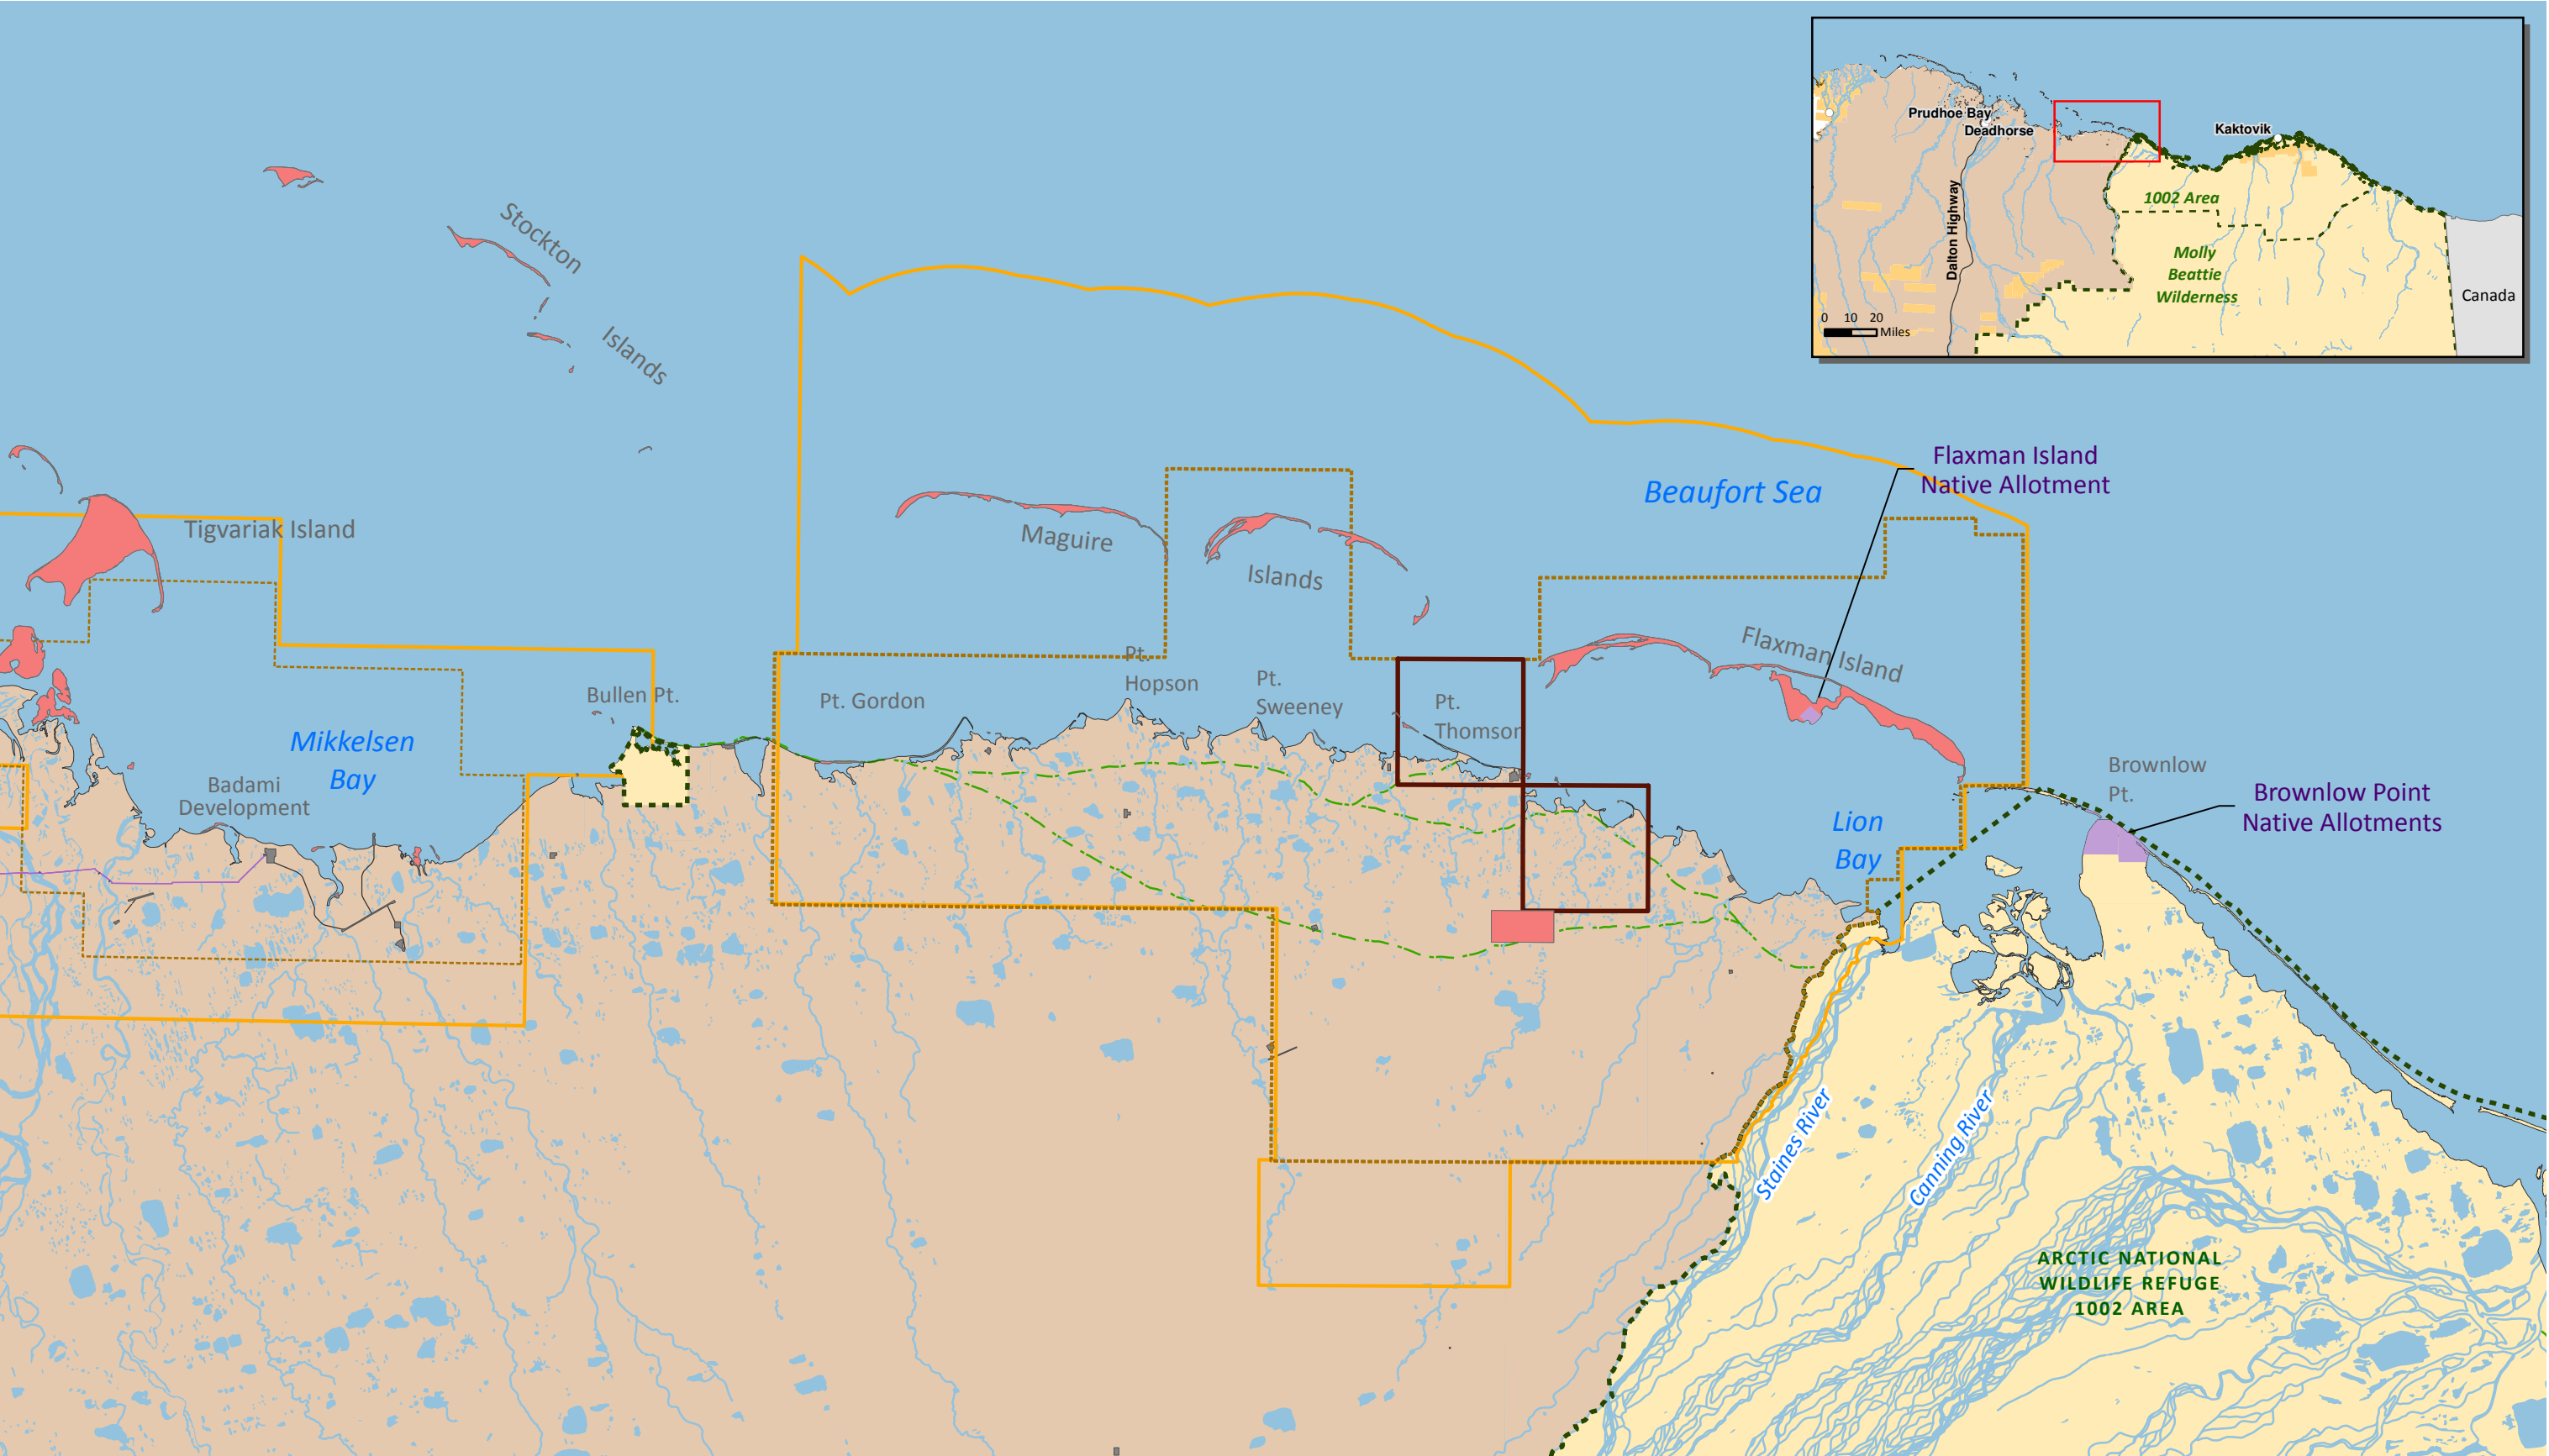 Prudhoe Bay
Deadhorse
Kaktovik
Dalton Highway
1002 Area
Molly
Beattie
Wilderness
Canada
0 10 20
Miles
Stockton
Islands
Flaxman Island
Native Allotment
Beaufort Sea
Tigvariak Island
Maguire
Islands
Flaxman Island
Pt.
Hopson
Pt.
Sweeney
Bullen Pt.
Pt. Gordon
Pt.
Thomson
Mikkelsen
Bay
Badami
Development
Brownlow
Pt.
Brownlow Point
Native Allotments
Lion
Bay
Staines River
Canning River
ARCTIC NATIONAL
WILDLIFE REFUGE
1002 AREA